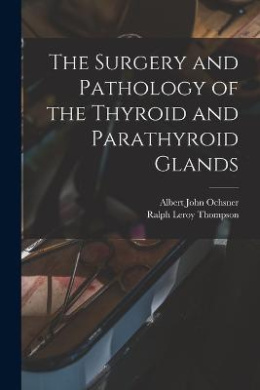 The Surgery and
Pathology of
the Thyroid and
Parathyroid
Glands
Albert John Ochsner
Ralph Leroy Thompson